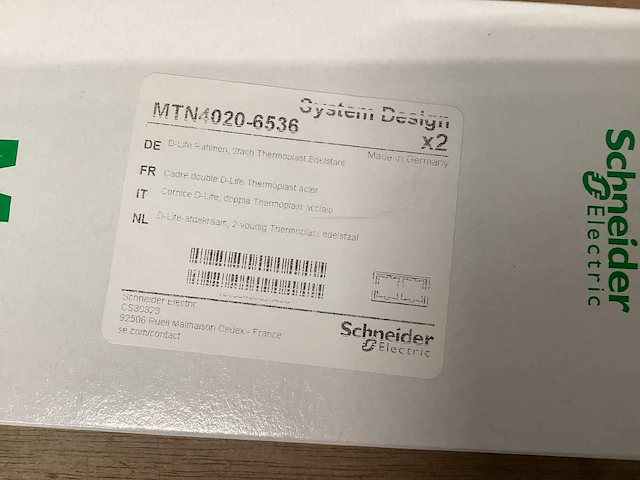 System Design
MTN4020-6536
x2
Made in Germany
DE D-Life Rahmen, 2fach Thermoplast Edelstahl
FR Cadre double D-Life Thermoplast acier
IT Cornice D-Life, doppia Thermoplast acciaio
NL D-Life-afdekraam, 2-voudig Thermoplast edelstaal
Schneider Electric
CS30323
92506 Rueil Malmaison Cedex - France
se.com/contact
Schneider
Electric
Schneider
Electric